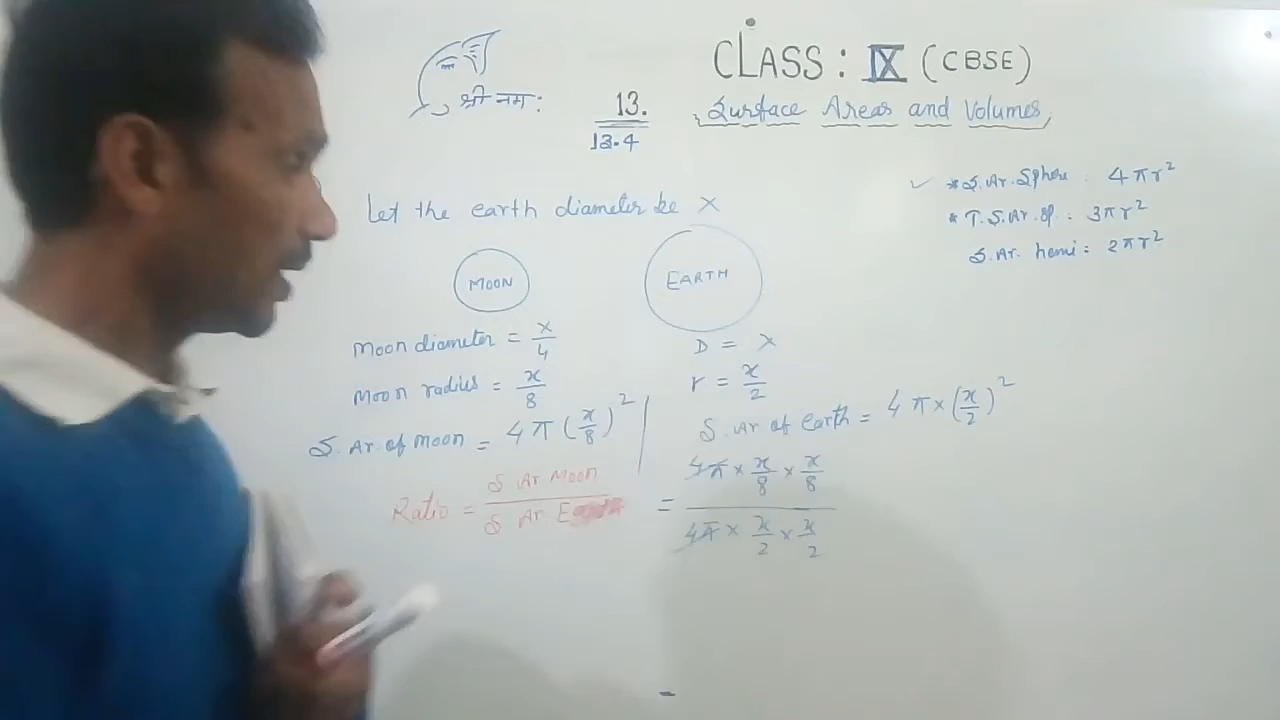 CLASS: IX (CBSE)
श्री नमः
13.
Surface Areas and Volumes
13.4
* S.Ar. Sphere : 4πr²
* T.S.Ar.sp. : 3πr²
S.Ar. hemi = 2πr²
Let the earth diameter be x
MOON
EARTH
Moon diameter = x/4
D = x
Moon radius = x/8
r = x/2
S. Ar. of moon = 4π(x/8)²
S. Ar of earth = 4π×(x/2)²
Ratio = S Ar Moon / S Ar Earth = 4π × x/8 × x/8 / 4π × x/2 × x/2